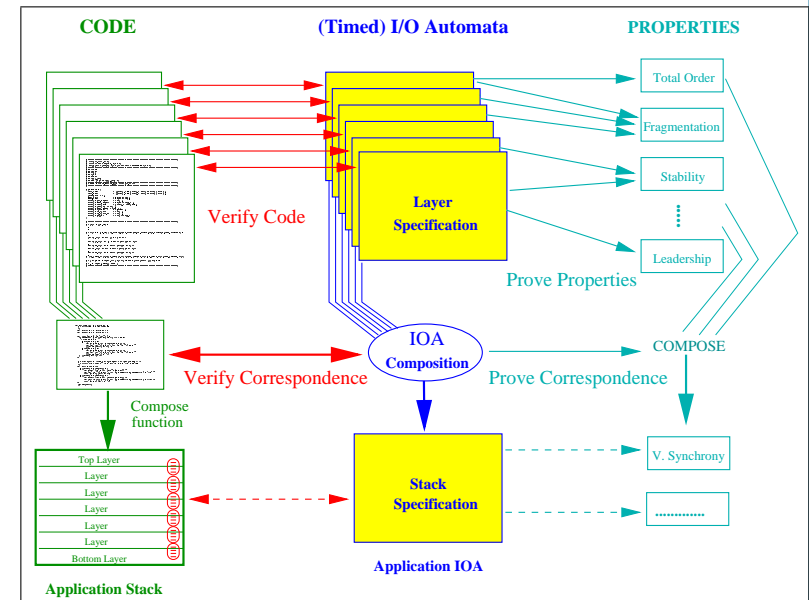 CODE
(Timed) I/O Automata
PROPERTIES
Total Order
Fragmentation
Stability
Leadership
Layer
Specification
Verify Code
Prove Properties
IOA
Composition
COMPOSE
Verify Correspondence
Prove Correspondence
Compose
function
Top Layer
Layer
Layer
Layer
Layer
Layer
Bottom Layer
Stack
Specification
V. Synchrony
.............
Application Stack
Application IOA